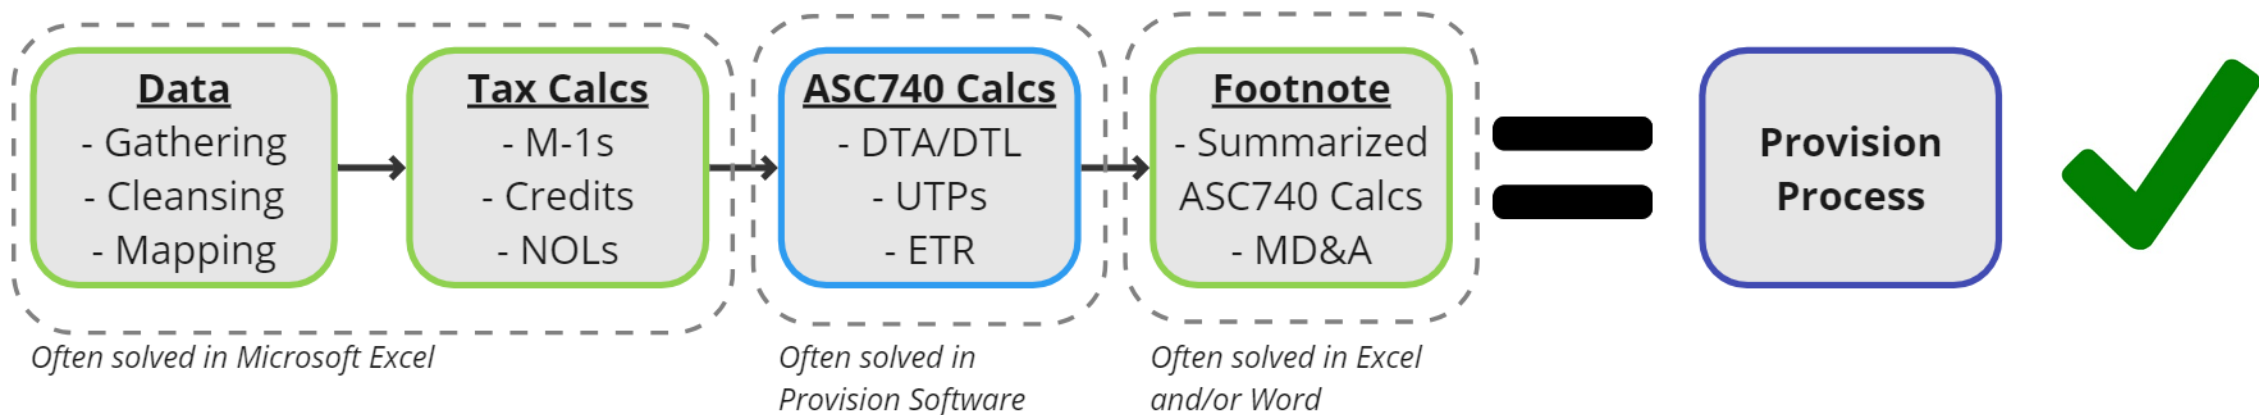 Data
- Gathering
- Cleansing
- Mapping
Tax Calcs
- M-1s
- Credits
- NOLs
ASC740 Calcs
- DTA/DTL
- UTPs
- ETR
Footnote
- Summarized
ASC740 Calcs
- MD&A
Provision
Process
Often solved in Microsoft Excel
Often solved in
Provision Software
Often solved in Excel
and/or Word